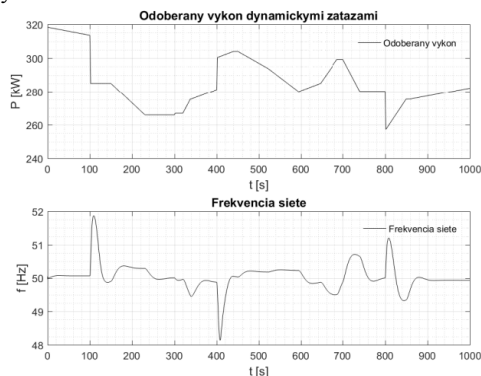 Odoberany vykon dynamickymi zatazami
320
300
280
260
240
P [kW]
Odoberany vykon
0 100 200 300 400 500 600 700 800 900 1000
t [s]
Frekvencia siete
52
51
50
49
48
f [Hz]
Frekvencia siete
0 100 200 300 400 500 600 700 800 900 1000
t [s]